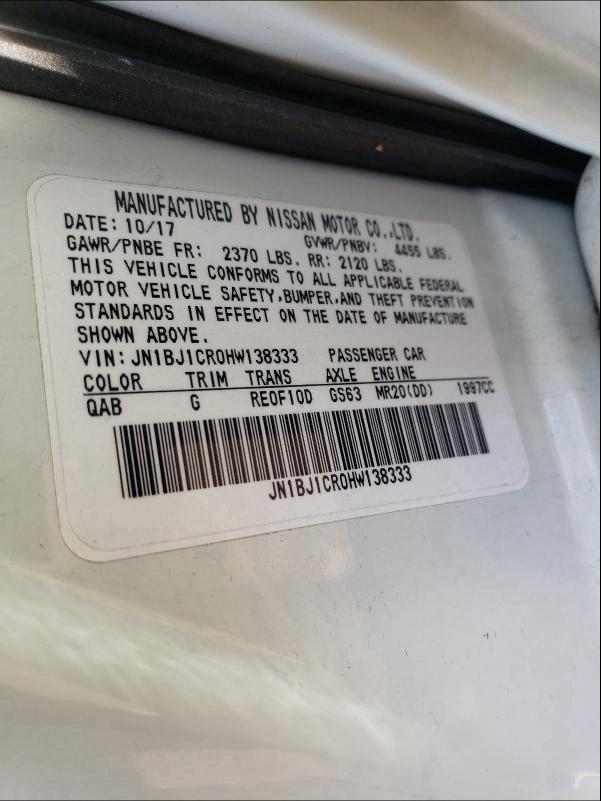 MANUFACTURED BY NISSAN MOTOR CO.,LTD.
DATE: 10/17 GVWR/PNBV: 4455 LBS.
GAWR/PNBE FR: 2370 LBS. RR: 2120 LBS.
THIS VEHICLE CONFORMS TO ALL APPLICABLE FEDERAL
MOTOR VEHICLE SAFETY,BUMPER,AND THEFT PREVENTION
STANDARDS IN EFFECT ON THE DATE OF MANUFACTURE
SHOWN ABOVE.
VIN: JN1BJ1CR0HW138333 PASSENGER CAR
COLOR TRIM TRANS AXLE ENGINE
QAB G RE0F10D GS63 MR20(DD) 1997CC
JN1BJ1CR0HW138333